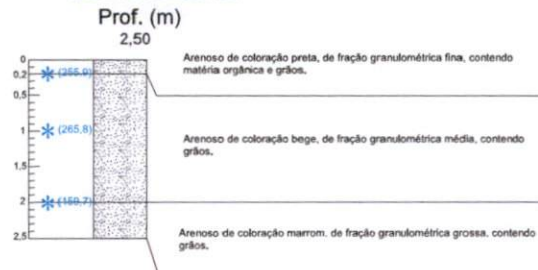 Prof. (m)
2,50
Arenoso de coloração preta, de fração granulométrica fina, contendo
matéria orgânica e grãos.
0
0,2
(255,9)
0,5
1
(265,8)
Arenoso de coloração bege, de fração granulométrica média, contendo
grãos.
1,5
2
(159,7)
Arenoso de coloração marrom. de fração granulométrica grossa. contendo
grãos.
2,5